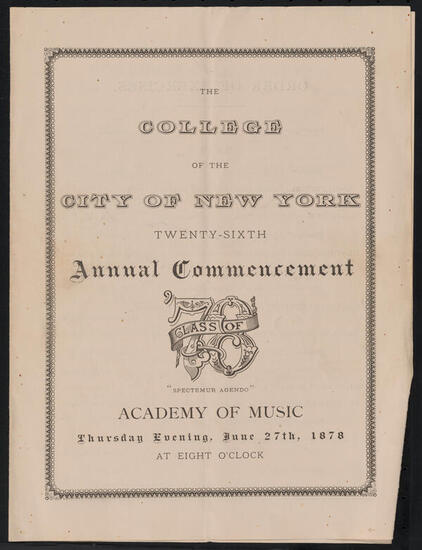 THE
COLLEGE
OF THE
CITY OF NEW YORK
TWENTY-SIXTH
Annual Commencement
'78
CLASS OF
"SPECTEMUR AGENDO"
ACADEMY OF MUSIC
Thursday Evening, June 27th, 1878
AT EIGHT O'CLOCK